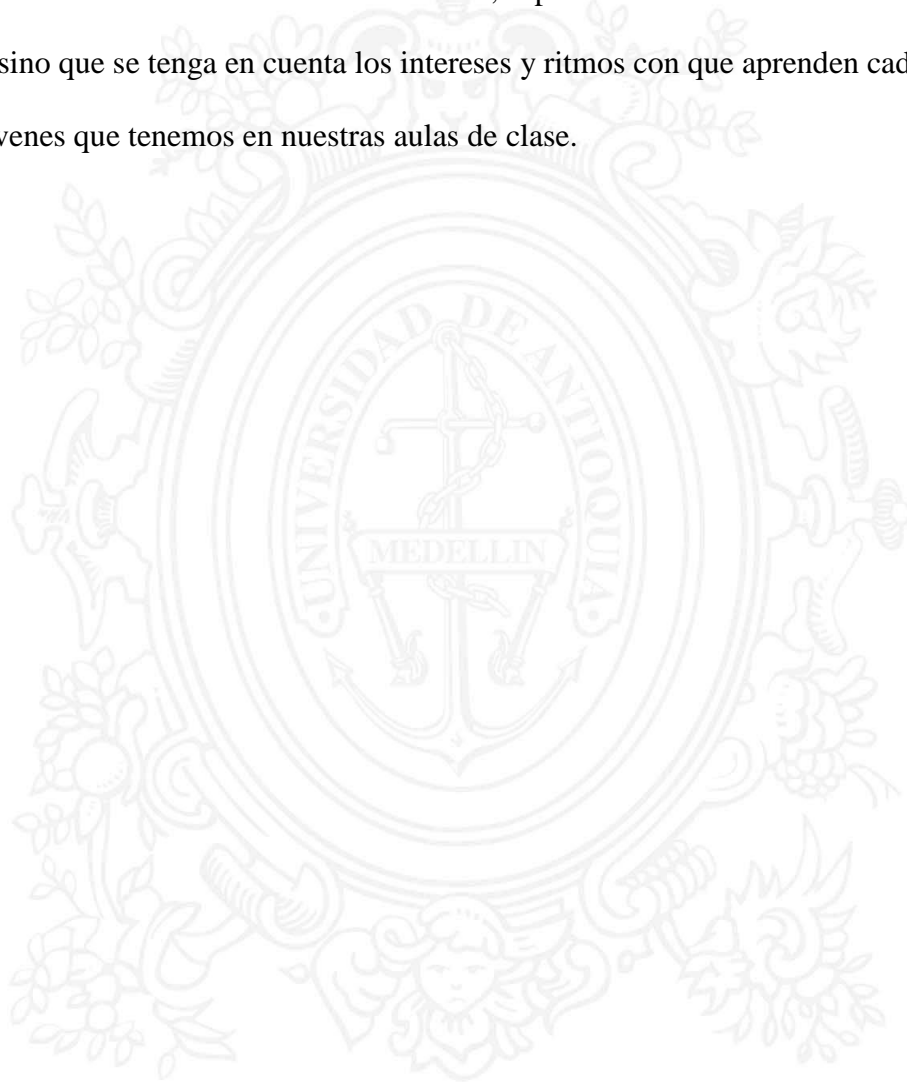 sino que se tenga en cuenta los intereses y ritmos con que aprenden
venes que tenemos en nuestras aulas de clase.
UNIVERSIDAD DE ANTIOQUIA
MEDELLIN